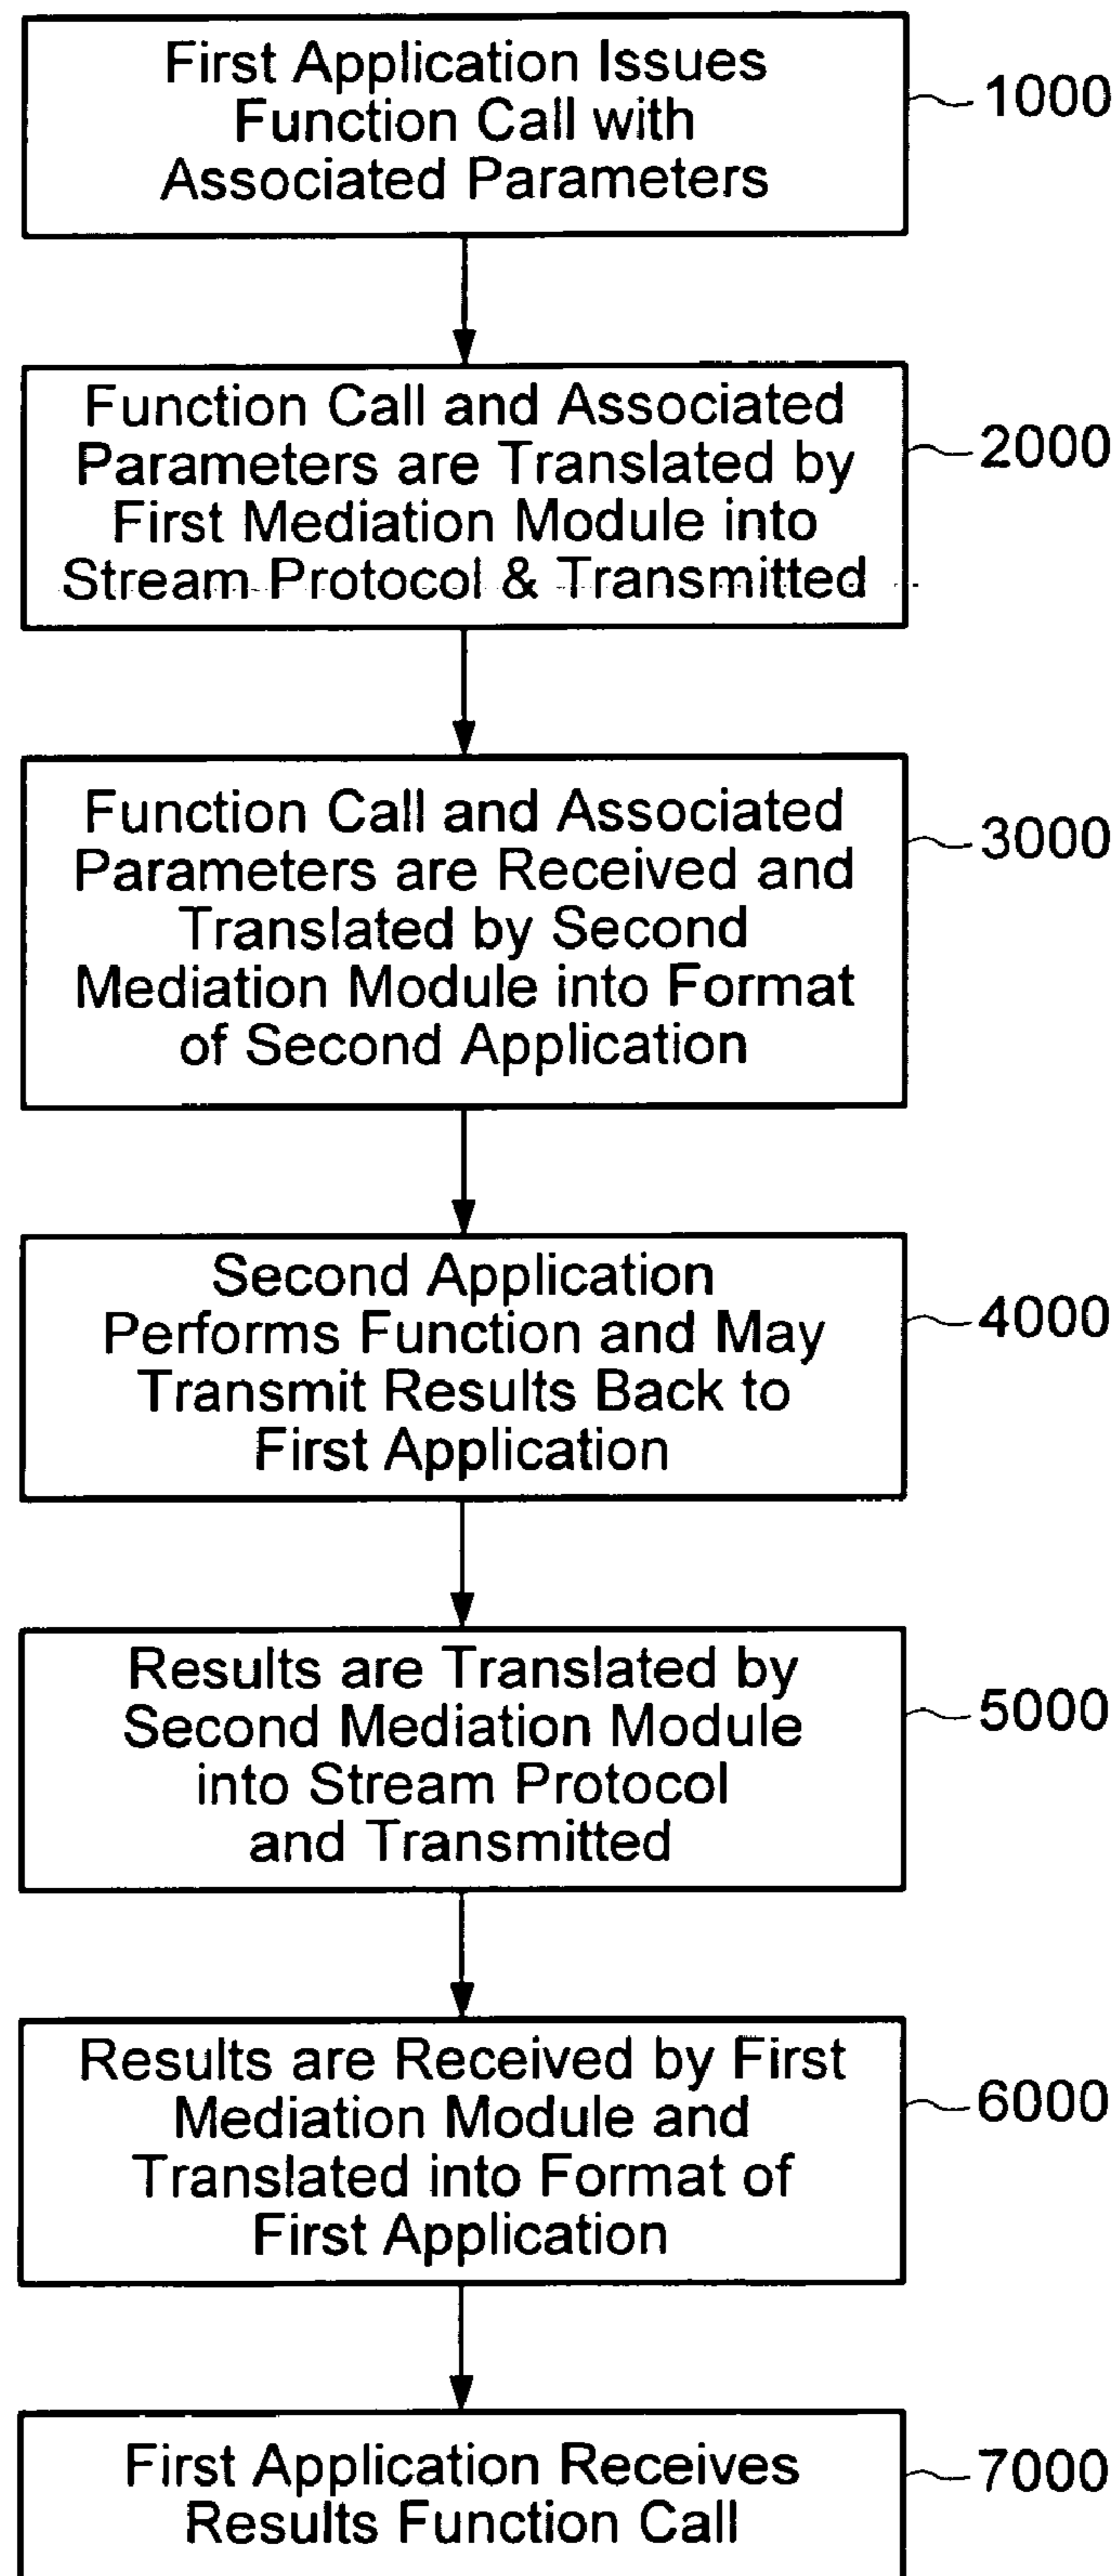 First Application Issues
Function Call with
Associated Parameters
1000
Function Call and Associated
Parameters are Translated by
First Mediation Module into
Stream Protocol & Transmitted
2000
Function Call and Associated
Parameters are Received and
Translated by Second
Mediation Module into Format
of Second Application
3000
Second Application
Performs Function and May
Transmit Results Back to
First Application
4000
Results are Translated by
Second Mediation Module
into Stream Protocol
and Transmitted
5000
Results are Received by First
Mediation Module and
Translated into Format of
First Application
6000
First Application Receives
Results Function Call
7000